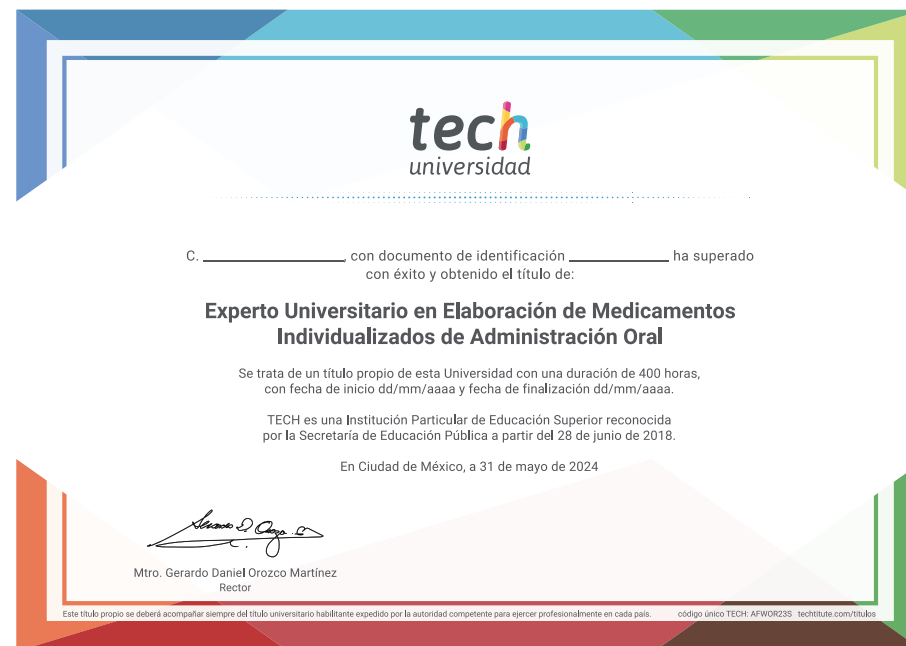 tech
universidad
C. ____________________, con documento de identificación ______________ ha superado
con éxito y obtenido el título de:
Experto Universitario en Elaboración de Medicamentos
Individualizados de Administración Oral
Se trata de un título propio de esta Universidad con una duración de 400 horas,
con fecha de inicio dd/mm/aaaa y fecha de finalización dd/mm/aaaa.
TECH es una Institución Particular de Educación Superior reconocida
por la Secretaría de Educación Pública a partir del 28 de junio de 2018.
En Ciudad de México, a 31 de mayo de 2024
Mtro. Gerardo Daniel Orozco Martínez
Rector
Este título propio se deberá acompañar siempre del título universitario habilitante expedido por la autoridad competente para ejercer profesionalmente en cada país. código único TECH: AFWOR23S techtitute.com/titulos